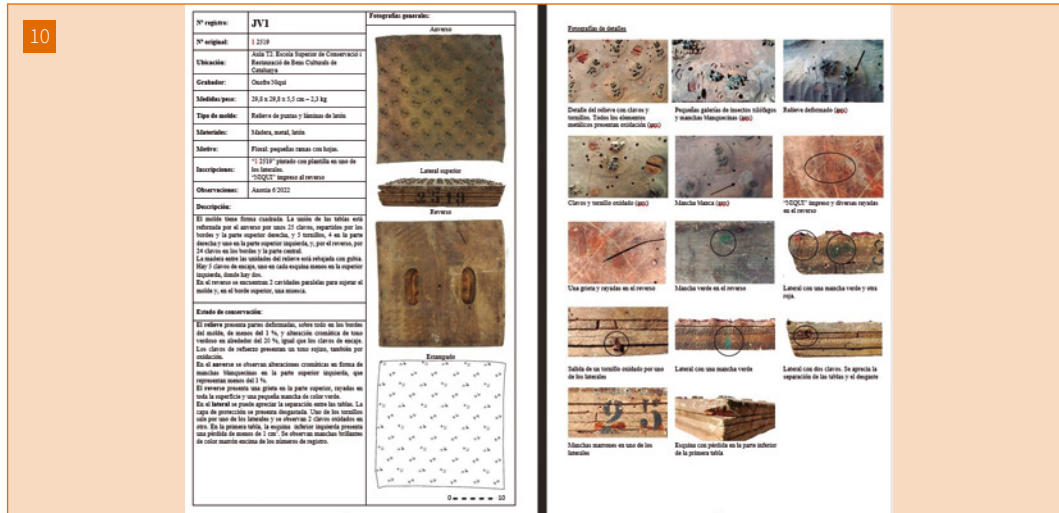 10
Nº registro: JV1
Nº original: 1 2519
Ubicación: Aula T2. Escola Superior de Conservació i
Restauració de Bens Culturals de
Catalunya
Grabador: Onofre Niqui
Medidas/peso: 29,8 x 29,8 x 5,5 cm – 2,3 kg
Tipo de molde: Relieve de puntas y láminas de latón
Materiales: Madera, metal, latón
Motivo: Floral: pequeñas ramas con hojas.
Inscripciones: "1 2519" pintado con plantilla en uno de
los laterales.
"NIQUI" impreso al reverso
Observaciones: Anoxia 6/2022
Descripción:
El molde tiene forma cuadrada. La unión de las tablas está
reforzada por el anverso por unos 25 clavos, repartidos por los
bordes y la parte superior derecha, y 5 tornillos, 4 en la parte
derecha y uno en la parte superior izquierda, y, por el reverso, por
24 clavos en los bordes y la parte central.
La madera entre las unidades del relieve está rebajada con gubia.
Hay 5 clavos de encaje, uno en cada esquina menos en la superior
izquierda, donde hay dos.
En el reverso se encuentran 2 cavidades paralelas para sujetar el
molde y, en el borde superior, una muesca.
Estado de conservación:
El relieve presenta partes deformadas, sobre todo en los bordes
del molde, de menos del 1 %, y alteración cromática de tono
verdoso en alrededor del 20 %, igual que los clavos de encaje.
Los clavos de refuerzo presentan un tono rojizo, también por
oxidación.
En el anverso se observan alteraciones cromáticas en forma de
manchas blanquecinas en la parte superior izquierda, que
representan menos del 1 %.
El reverso presenta una grieta en la parte superior, rayadas en
toda la superficie y una pequeña mancha de color verde.
En el lateral se puede apreciar la separación entre las tablas. La
capa de protección se presenta desgastada. Uno de los tornillos
sale por uno de los laterales y se observan 2 clavos oxidados en
otro. En la primera tabla, la esquina inferior izquierda presenta
una pérdida de menos de 1 cm². Se observan manchas brillantes
de color marrón encima de los números de registro.
Fotografías generales:
Anverso
Lateral superior
2519
Reverso
Estampado
0 10
Fotografías de detalles
Detalle del relieve con clavos y
tornillos. Todos los elementos
metálicos presentan oxidación
Pequeñas galerías de insectos xilófagos
y manchas blanquecinas
Relieve deformado
Clavos y tornillo oxidado
Mancha blanca
"NIQUI" impreso y diversas rayadas
en el reverso
Una grieta y rayadas en el reverso
Mancha verde en el reverso
Lateral con una mancha verde y otra
roja.
Salida de un tornillo oxidado por uno
de los laterales
Lateral con una mancha verde
Lateral con dos clavos. Se aprecia la
separación de las tablas y el desgaste
25
Manchas marrones en uno de los
laterales
Esquina con pérdida en la parte inferior
de la primera tabla